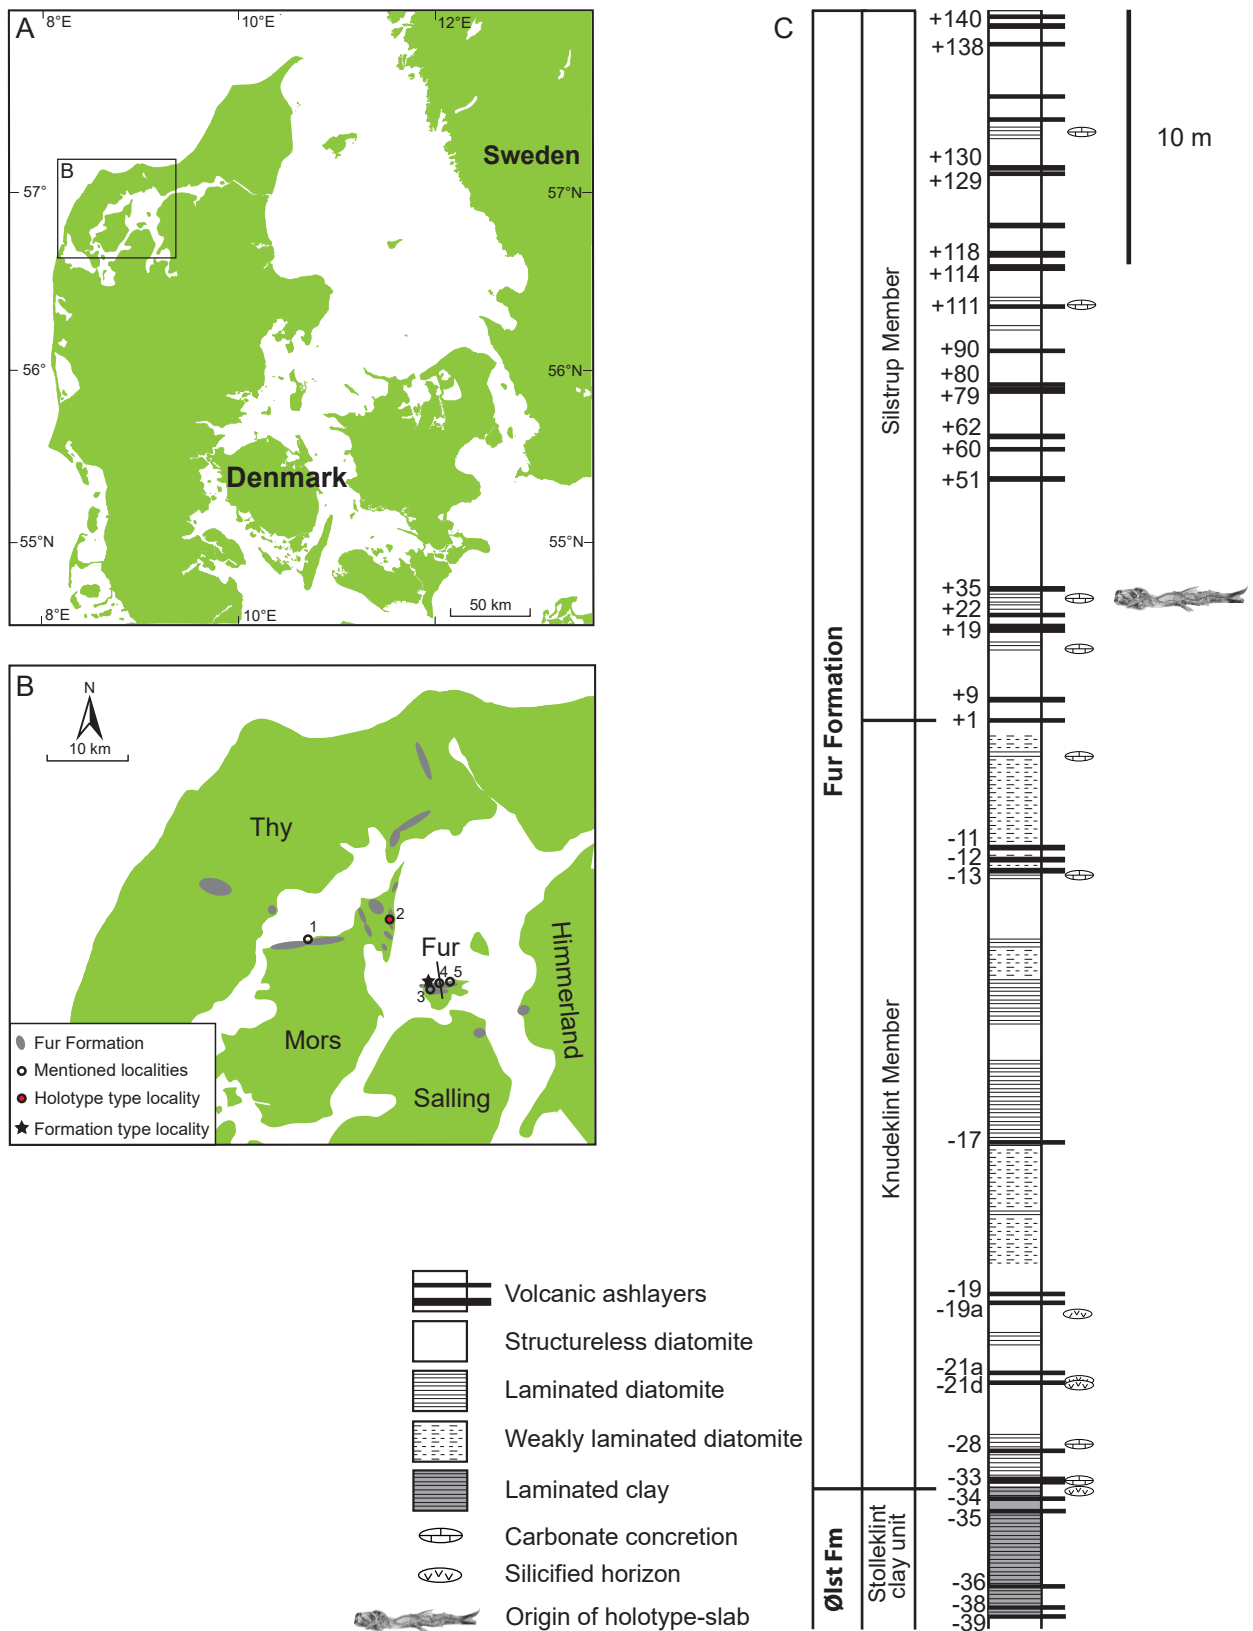 A
8°E
10°E
12°E
B
Sweden
57°
57°N
56°
56°N
Denmark
55°N
55°N
8°E
10°E
50 km
B
N
10 km
Thy
1
2
Fur
4
5
3
Himmerland
Mors
Salling
Fur Formation
Mentioned localities
Holotype type locality
Formation type locality
Volcanic ashlayers
Structureless diatomite
Laminated diatomite
Weakly laminated diatomite
Laminated clay
Carbonate concretion
Silicified horizon
Origin of holotype-slab
C
Fur Formation
Ølst Fm
Silstrup Member
Knudeklint Member
Stolleklint
clay unit
+140
+138
+130
+129
+118
+114
+111
+90
+80
+79
+62
+60
+51
+35
+22
+19
+9
+1
-11
-12
-13
-17
-19
-19a
-21a
-21d
-28
-33
-34
-35
-36
-38
-39
10 m